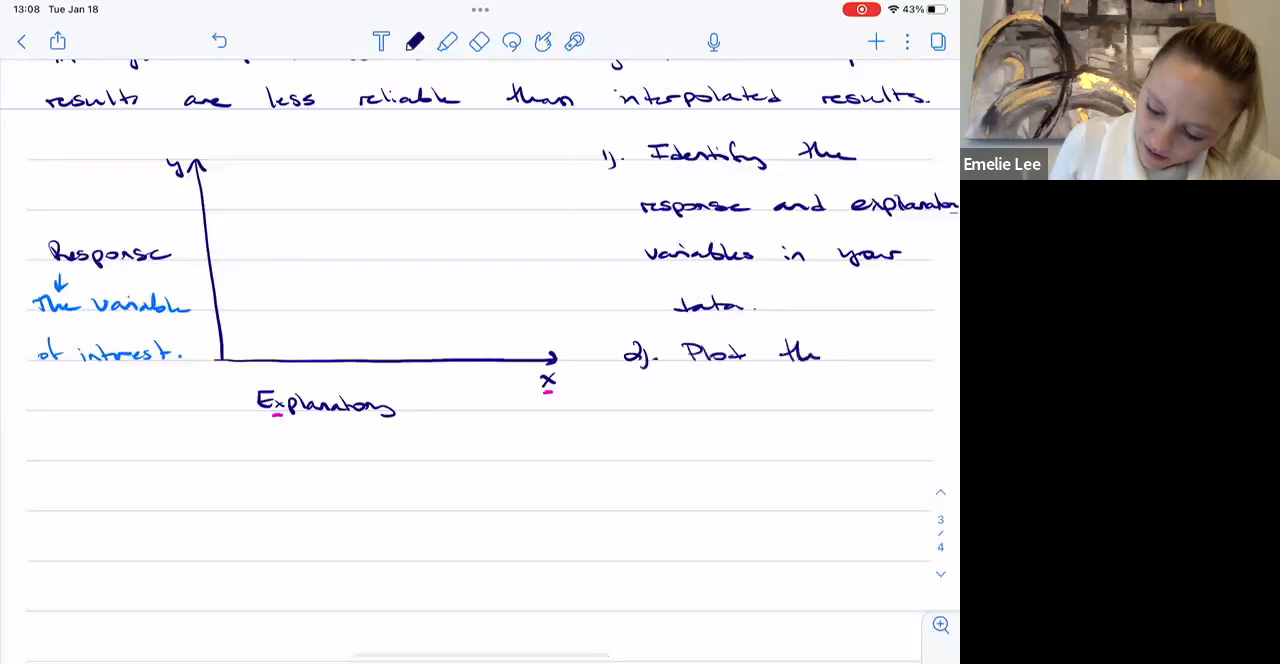 13:08 Tue Jan 18
43%
results are less reliable than interpolated results.
y
1). Identify the
response and explanatory
variables in your
data.
Response
The variable
of interest.
2). Plot the
x
Explanatory
3
4
Emelie Lee